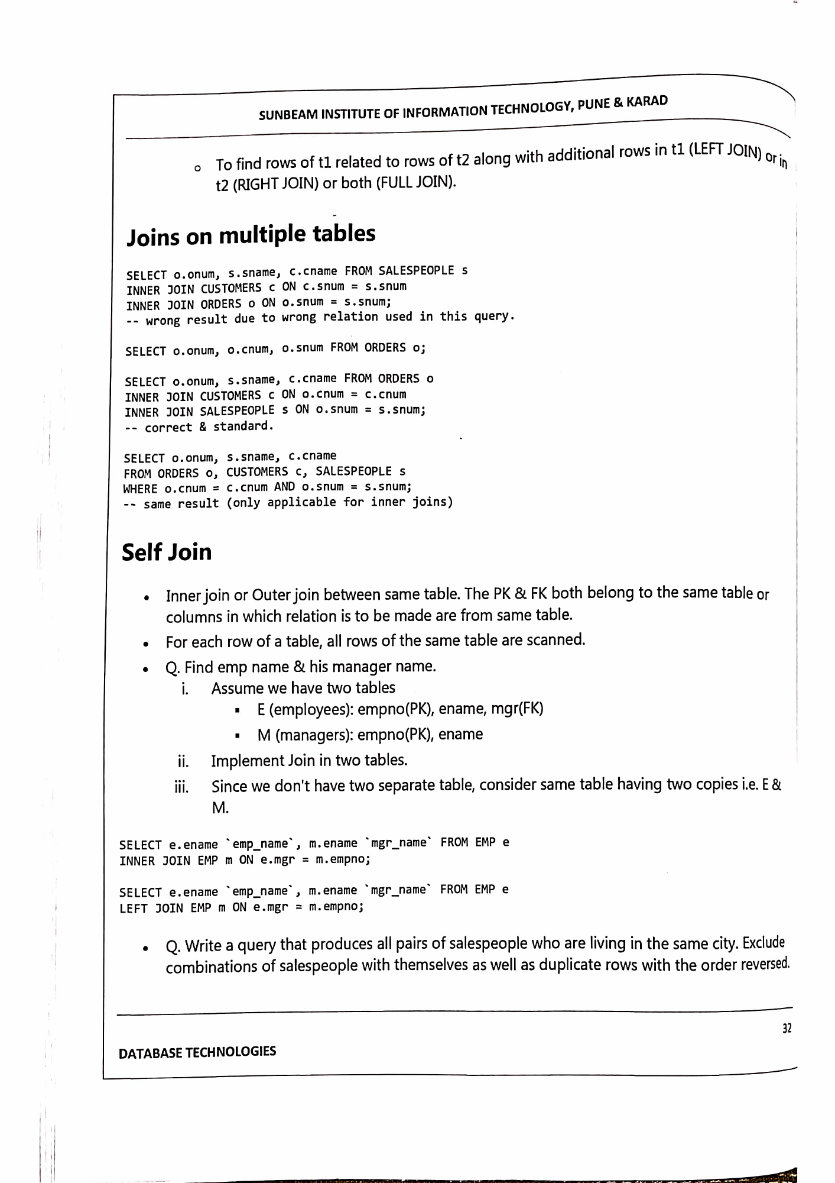 SUNBEAM INSTITUTE OF INFORMATION TECHNOLOGY, PUNE & KARAD
o To find rows of t1 related to rows of t2 along with additional rows in t1 (LEFT JOIN) or in
t2 (RIGHT JOIN) or both (FULL JOIN).
Joins on multiple tables
SELECT o.onum, s.sname, c.cname FROM SALESPEOPLE s
INNER JOIN CUSTOMERS c ON c.snum = s.snum
INNER JOIN ORDERS o ON o.snum = s.snum;
-- wrong result due to wrong relation used in this query.
SELECT o.onum, o.cnum, o.snum FROM ORDERS o;
SELECT o.onum, s.sname, c.cname FROM ORDERS o
INNER JOIN CUSTOMERS c ON o.cnum = c.cnum
INNER JOIN SALESPEOPLE s ON o.snum = s.snum;
-- correct & standard.
SELECT o.onum, s.sname, c.cname
FROM ORDERS o, CUSTOMERS c, SALESPEOPLE s
WHERE o.cnum = c.cnum AND o.snum = s.snum;
-- same result (only applicable for inner joins)
Self Join
• Inner join or Outer join between same table. The PK & FK both belong to the same table or
columns in which relation is to be made are from same table.
• For each row of a table, all rows of the same table are scanned.
• Q. Find emp name & his manager name.
i. Assume we have two tables
▪ E (employees): empno(PK), ename, mgr(FK)
▪ M (managers): empno(PK), ename
ii. Implement Join in two tables.
iii. Since we don't have two separate table, consider same table having two copies i.e. E &
M.
SELECT e.ename `emp_name`, m.ename `mgr_name` FROM EMP e
INNER JOIN EMP m ON e.mgr = m.empno;
SELECT e.ename `emp_name`, m.ename `mgr_name` FROM EMP e
LEFT JOIN EMP m ON e.mgr = m.empno;
• Q. Write a query that produces all pairs of salespeople who are living in the same city. Exclude
combinations of salespeople with themselves as well as duplicate rows with the order reversed.
32
DATABASE TECHNOLOGIES